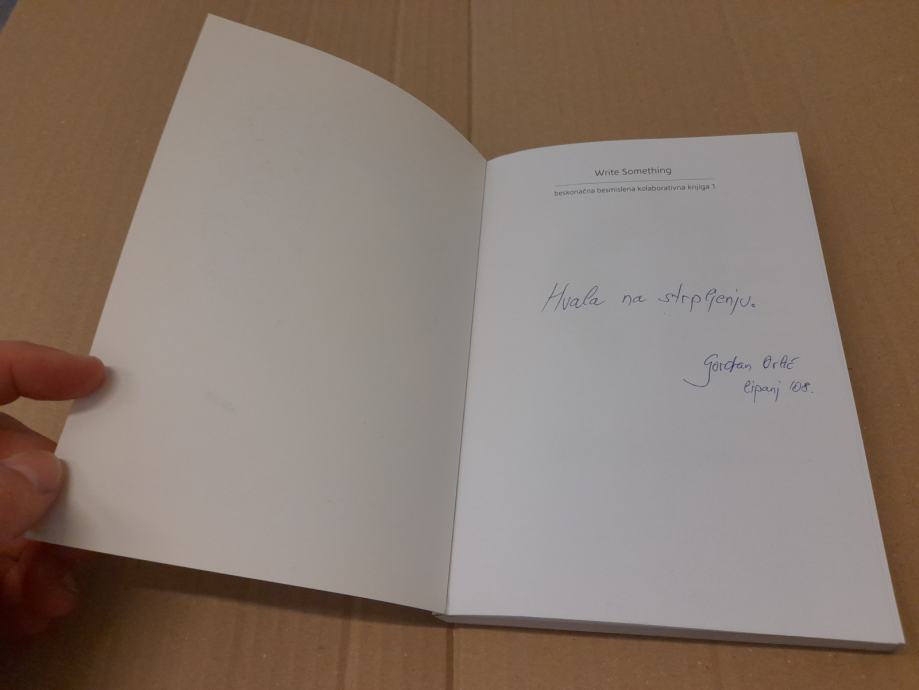 Write Something
beskonačna besmislena kolaborativna knjiga 1
Hvala na strpljenju.
Gordan Orlić
lipanj '08.